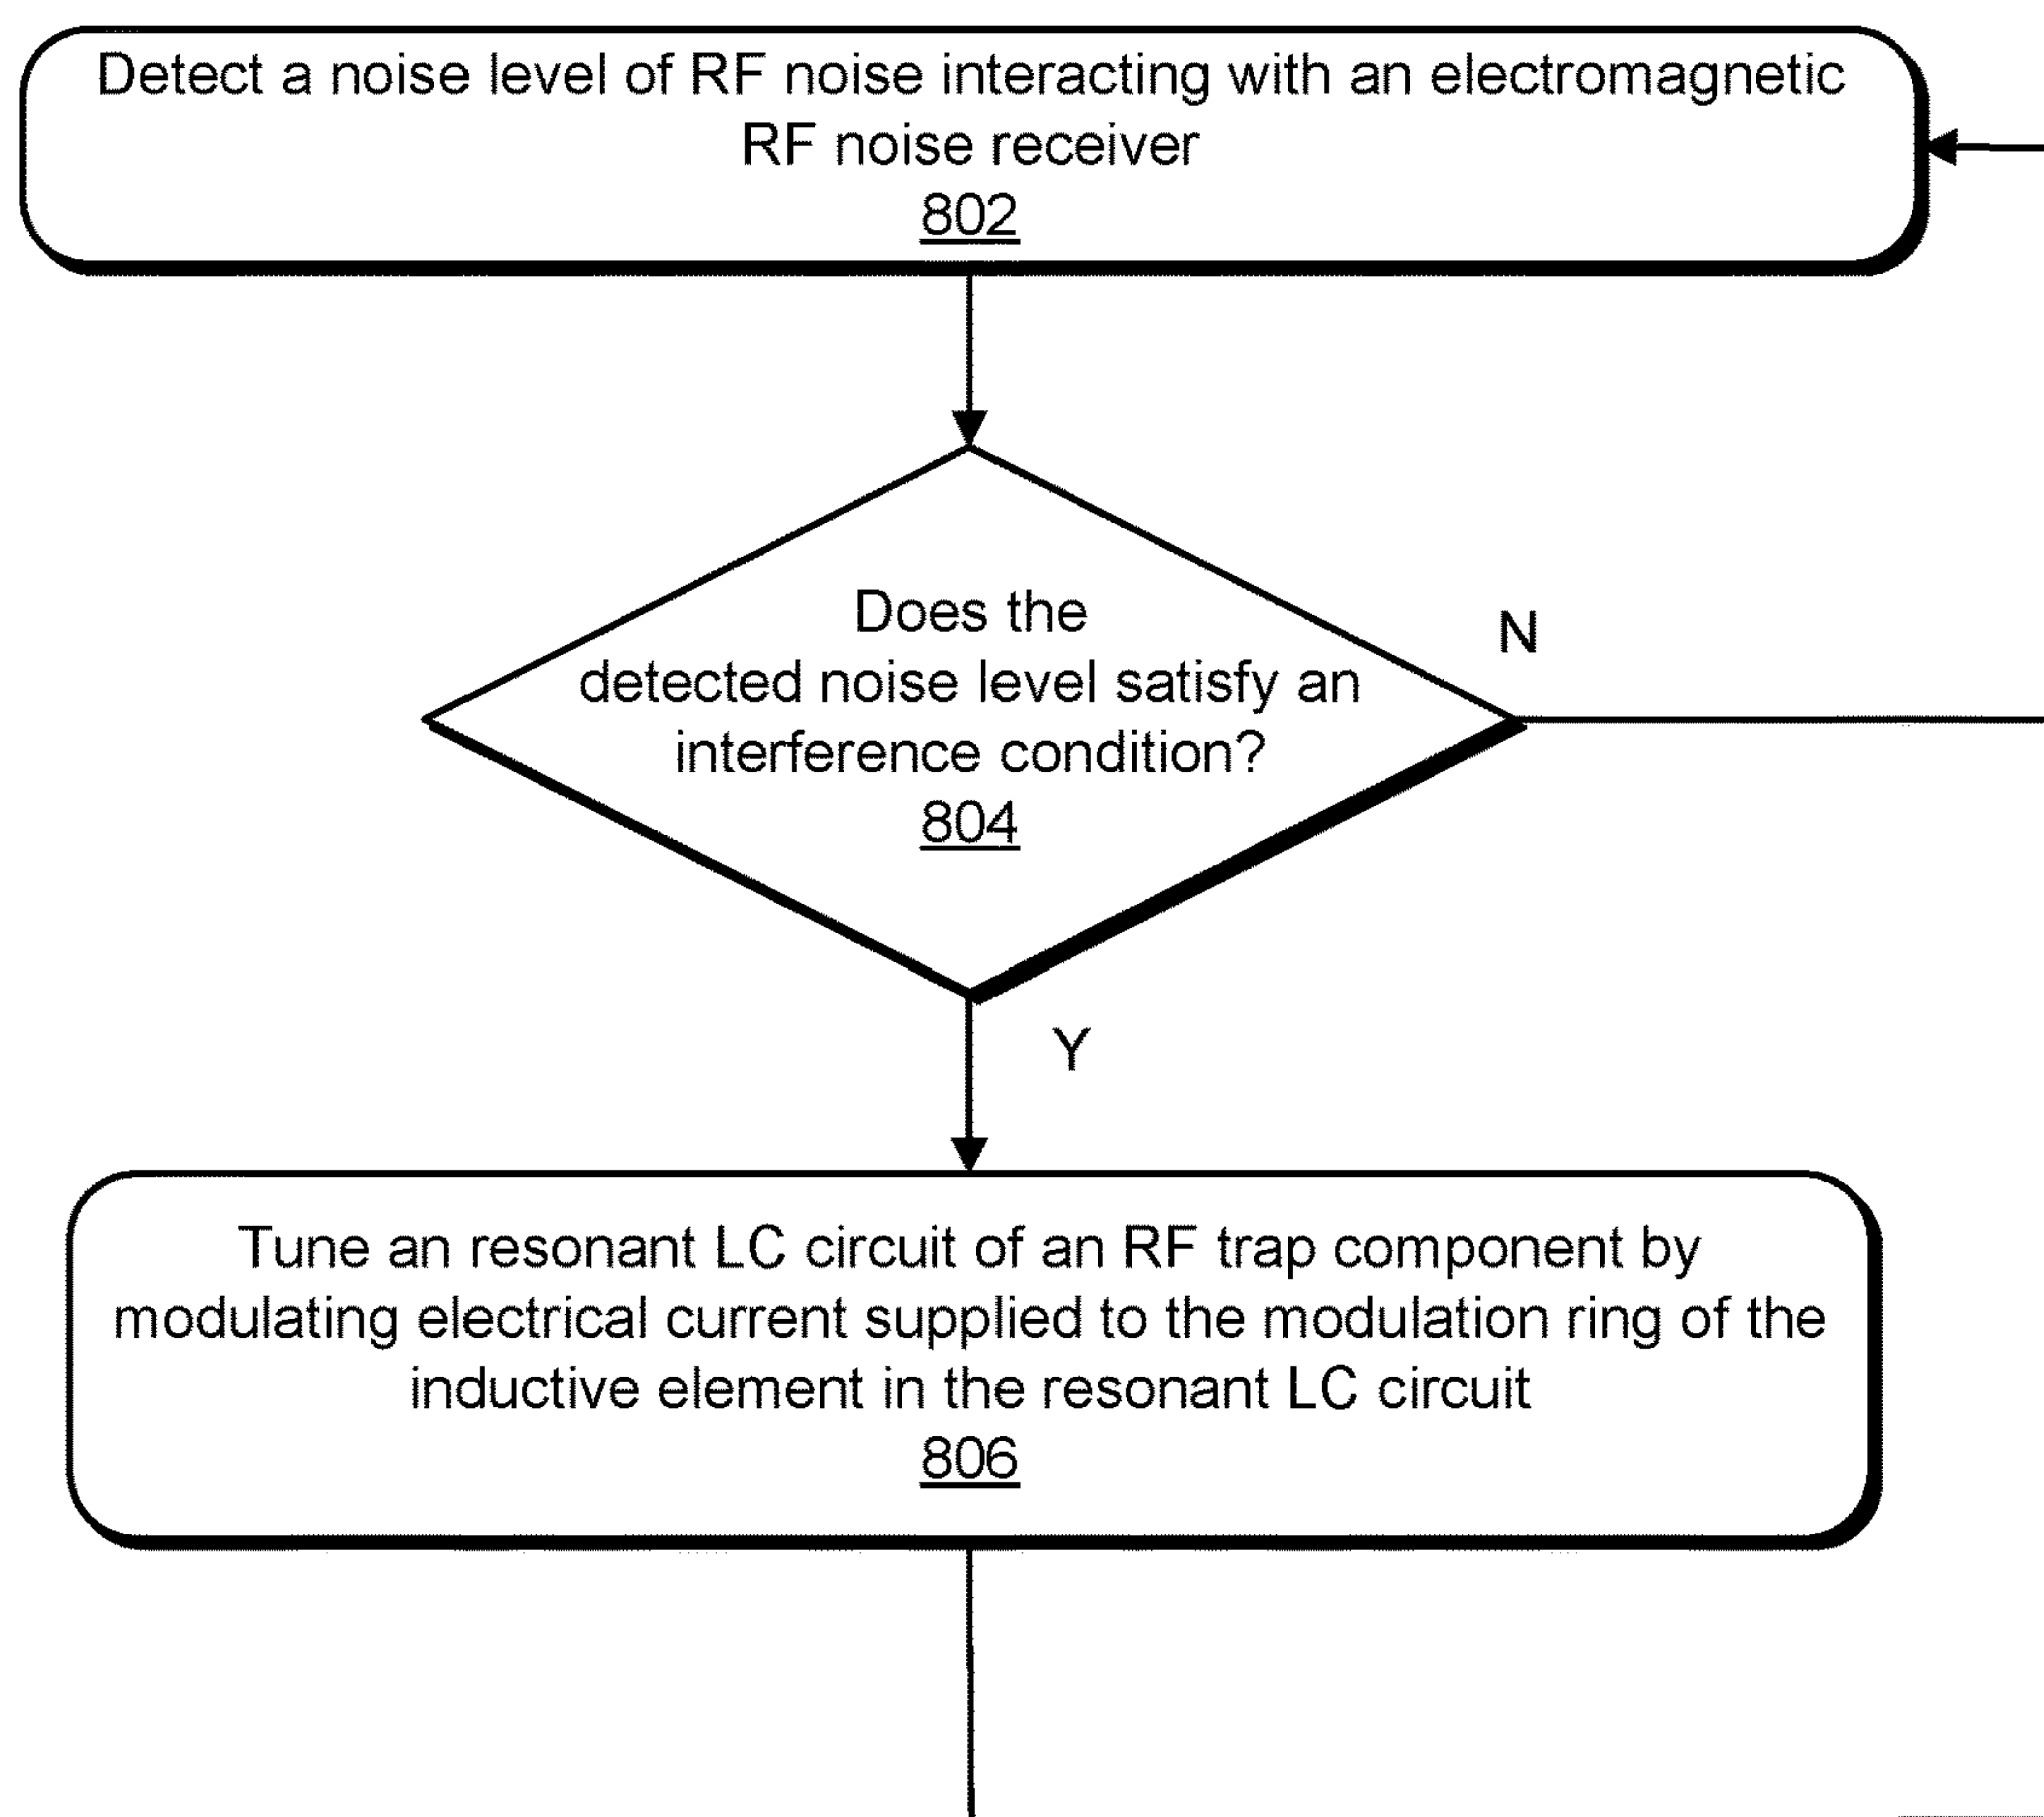 Detect a noise level of RF noise interacting with an electromagnetic
RF noise receiver
802
Does the
detected noise level satisfy an
interference condition?
804
N
Y
Tune an resonant LC circuit of an RF trap component by
modulating electrical current supplied to the modulation ring of the
inductive element in the resonant LC circuit
806